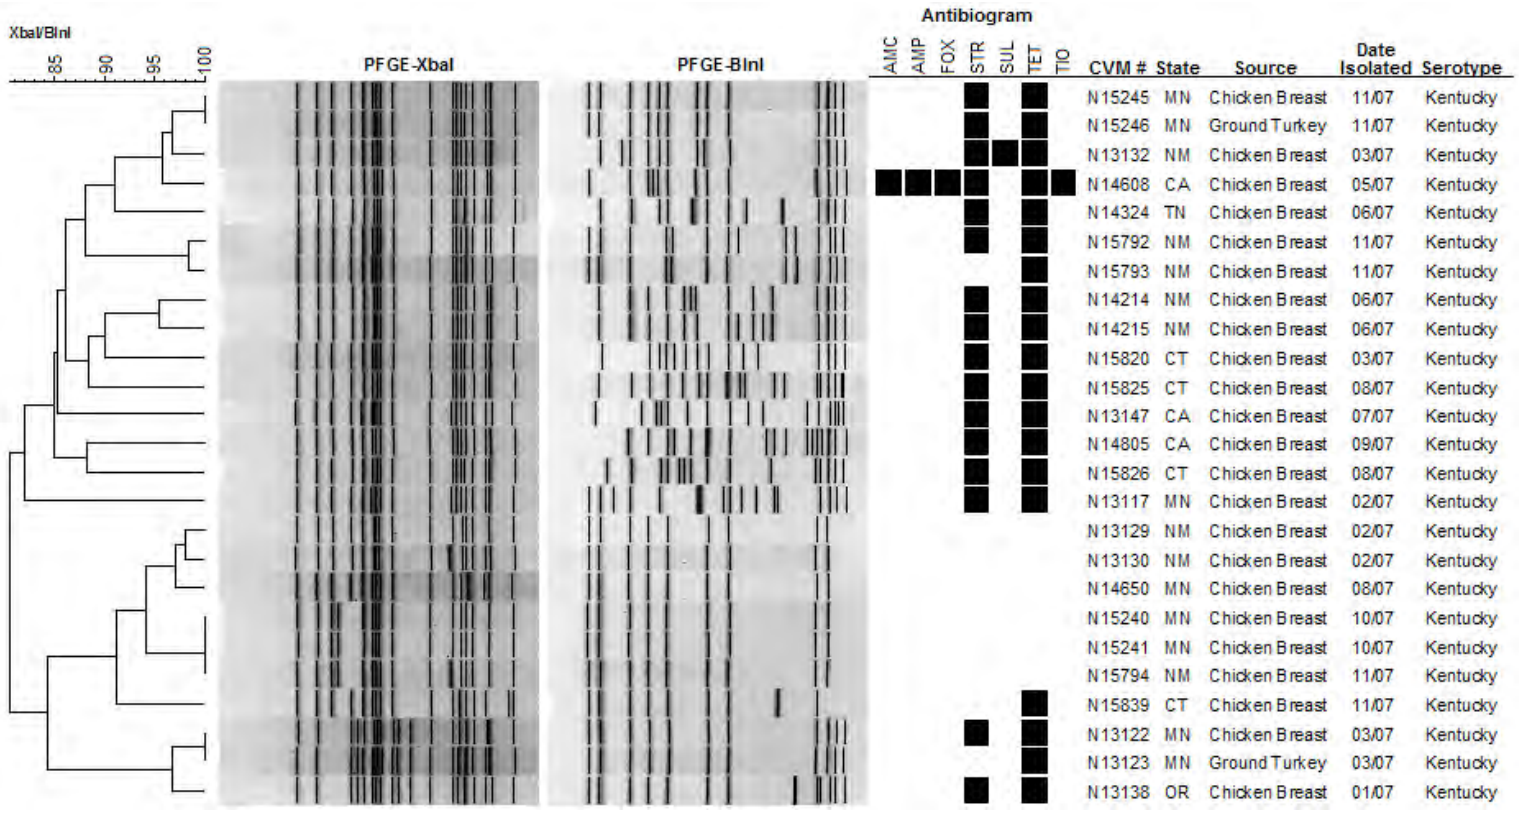 Antibiogram
XbaI/BlnI
85 90 95 100
PFGE-XbaI PFGE-BlnI
AMC AMP FOX STR SUL TET TIO
CVM # State Source Date Isolated Serotype
N15245 MN Chicken Breast 11/07 Kentucky
N15246 MN Ground Turkey 11/07 Kentucky
N13132 NM Chicken Breast 03/07 Kentucky
N14608 CA Chicken Breast 05/07 Kentucky
N14324 TN Chicken Breast 06/07 Kentucky
N15792 NM Chicken Breast 11/07 Kentucky
N15793 NM Chicken Breast 11/07 Kentucky
N14214 NM Chicken Breast 06/07 Kentucky
N14215 NM Chicken Breast 06/07 Kentucky
N15820 CT Chicken Breast 03/07 Kentucky
N15825 CT Chicken Breast 08/07 Kentucky
N13147 CA Chicken Breast 07/07 Kentucky
N14805 CA Chicken Breast 09/07 Kentucky
N15826 CT Chicken Breast 08/07 Kentucky
N13117 MN Chicken Breast 02/07 Kentucky
N13129 NM Chicken Breast 02/07 Kentucky
N13130 NM Chicken Breast 02/07 Kentucky
N14650 MN Chicken Breast 08/07 Kentucky
N15240 MN Chicken Breast 10/07 Kentucky
N15241 MN Chicken Breast 10/07 Kentucky
N15794 NM Chicken Breast 11/07 Kentucky
N15839 CT Chicken Breast 11/07 Kentucky
N13122 MN Chicken Breast 03/07 Kentucky
N13123 MN Ground Turkey 03/07 Kentucky
N13138 OR Chicken Breast 01/07 Kentucky